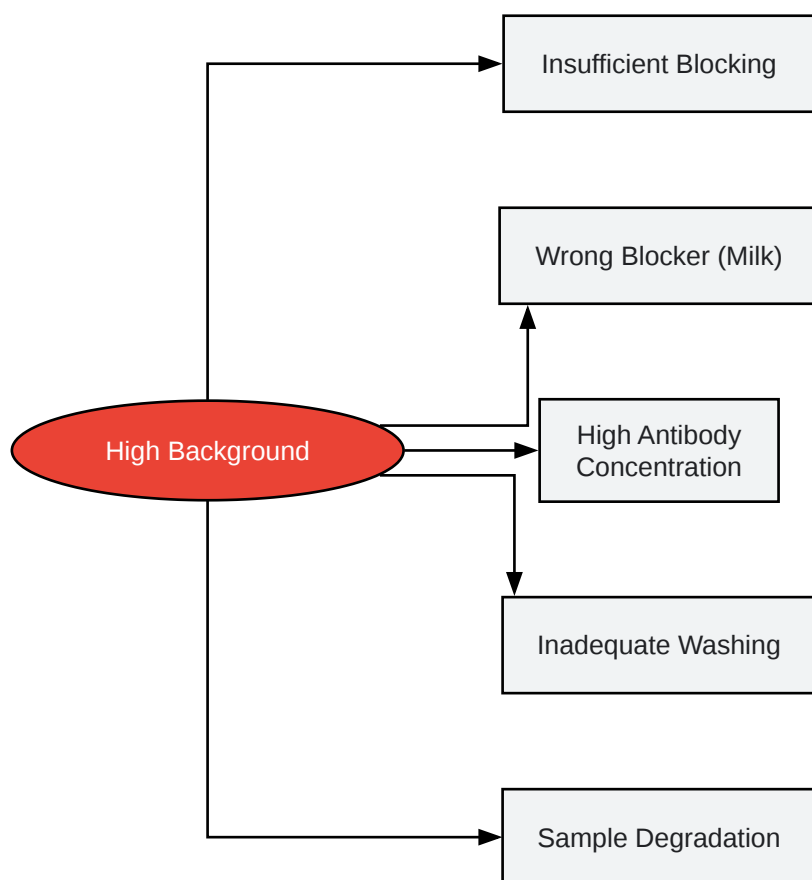 Insufficient Blocking
Wrong Blocker (Milk)
High Background
High Antibody
Concentration
Inadequate Washing
Sample Degradation